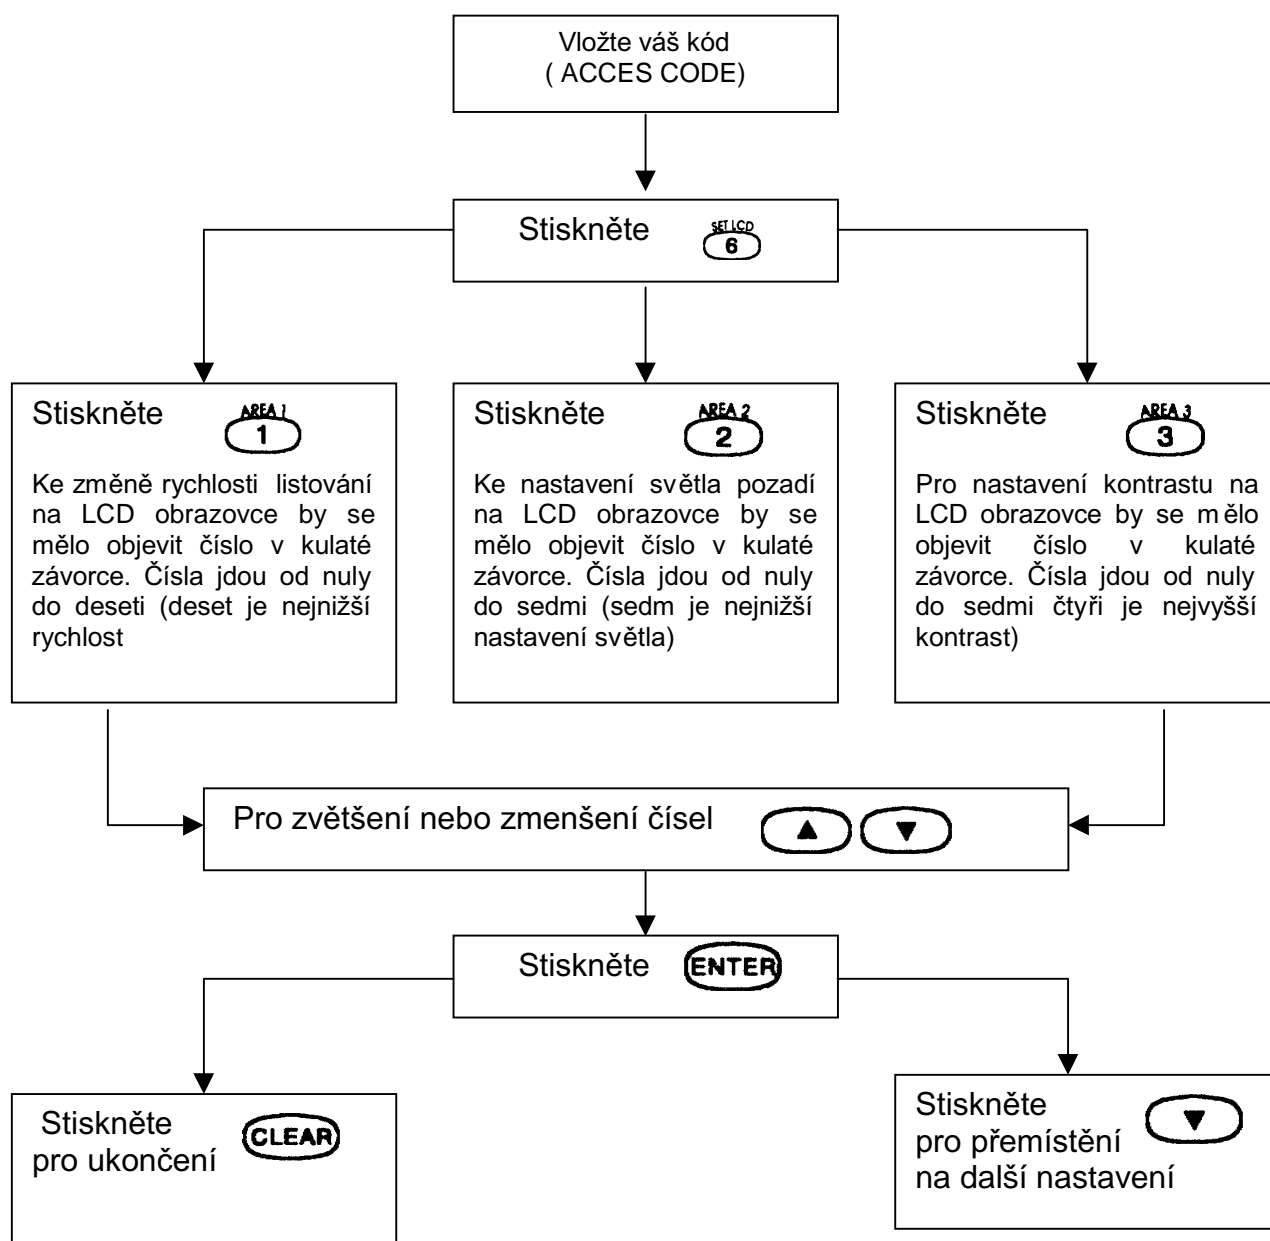 Vložte váš kód
( ACCES CODE)
Stiskněte
SET LCD
6
Stiskněte
AREA 1
1
Ke změně rychlosti listování
na LCD obrazovce by se
mělo objevit číslo v kulaté
závorce. Čísla jdou od nuly
do deseti (deset je nejnižší
rychlost
Stiskněte
AREA 2
2
Ke nastavení světla pozadí
na LCD obrazovce by se
mělo objevit číslo v kulaté
závorce. Čísla jdou od nuly
do sedmi (sedm je nejnižší
nastavení světla)
Stiskněte
AREA 3
3
Pro nastavení kontrastu na
LCD obrazovce by se mělo
objevit číslo v kulaté
závorce. Čísla jdou od nuly
do sedmi čtyři je nejvyšší
kontrast)
Pro zvětšení nebo zmenšení čísel ▲ ▼
Stiskněte ENTER
Stiskněte CLEAR
pro ukončení
Stiskněte ▼
pro přemístění
na další nastavení